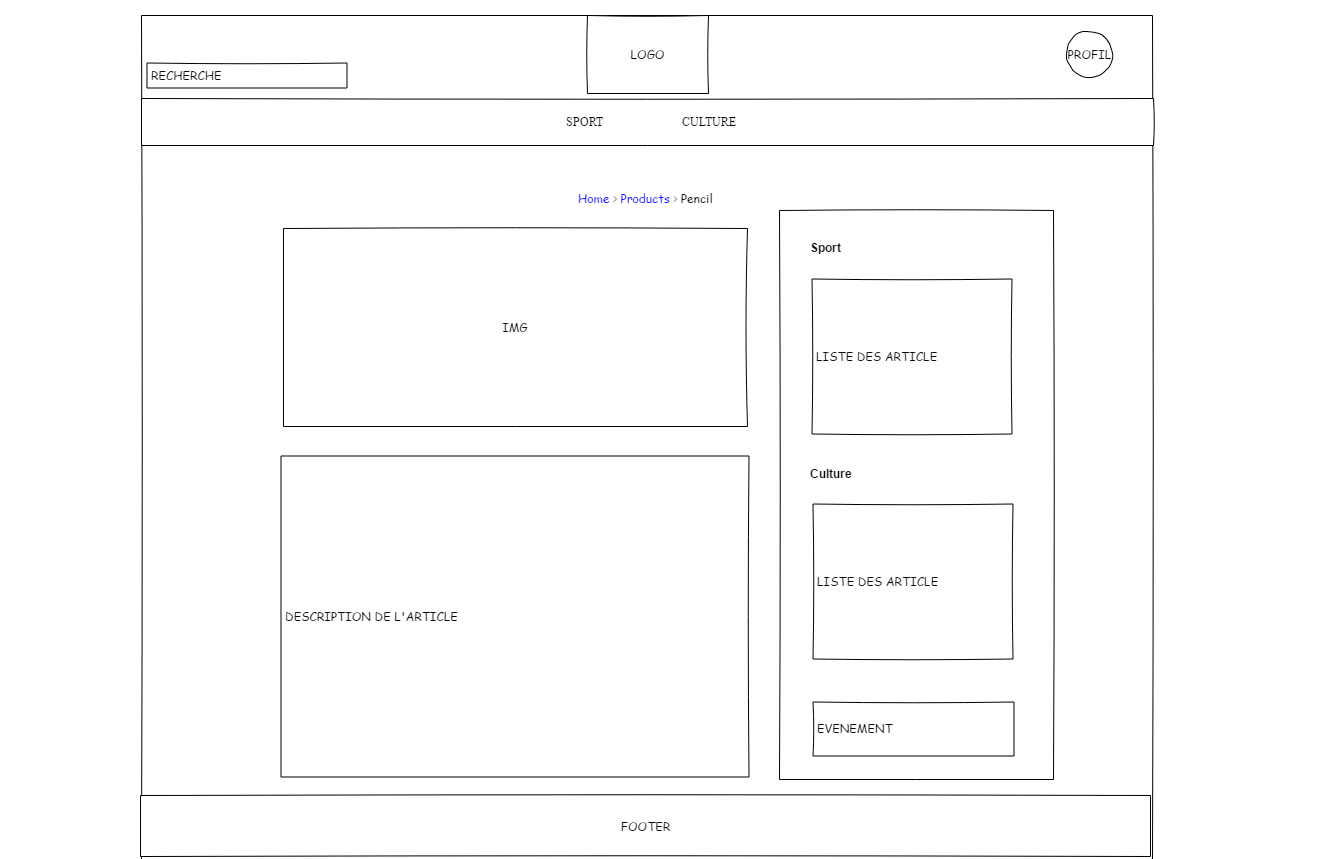 LOGO
PROFIL
RECHERCHE
SPORT
CULTURE
Home > Products > Pencil
Sport
IMG
LISTE DES ARTICLE
Culture
LISTE DES ARTICLE
DESCRIPTION DE L'ARTICLE
EVENEMENT
FOOTER